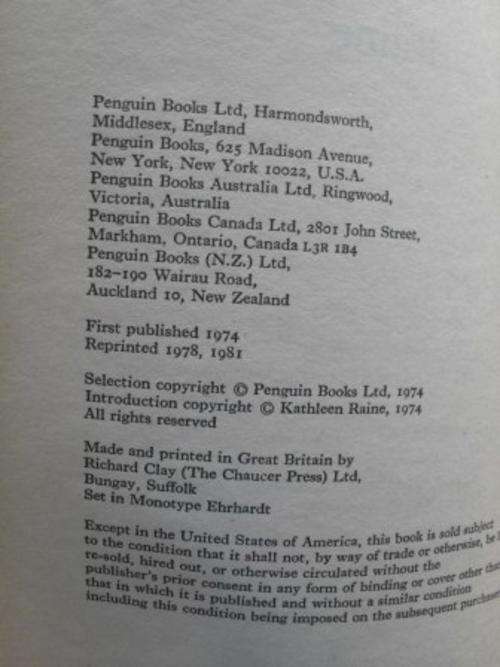 Penguin Books Ltd, Harmondsworth,
Middlesex, England
Penguin Books, 625 Madison Avenue,
New York, New York 10022, U.S.A.
Penguin Books Australia Ltd, Ringwood,
Victoria, Australia
Penguin Books Canada Ltd, 2801 John Street,
Markham, Ontario, Canada L3R 1B4
Penguin Books (N.Z.) Ltd,
182–190 Wairau Road,
Auckland 10, New Zealand
First published 1974
Reprinted 1978, 1981
Selection copyright © Penguin Books Ltd, 1974
Introduction copyright © Kathleen Raine, 1974
All rights reserved
Made and printed in Great Britain by
Richard Clay (The Chaucer Press) Ltd,
Bungay, Suffolk
Set in Monotype Ehrhardt
Except in the United States of America, this book is sold subject
to the condition that it shall not, by way of trade or otherwise, be
re-sold, hired out, or otherwise circulated without the
publisher's prior consent in any form of binding or cover other than
that in which it is published and without a similar condition
including this condition being imposed on the subsequent